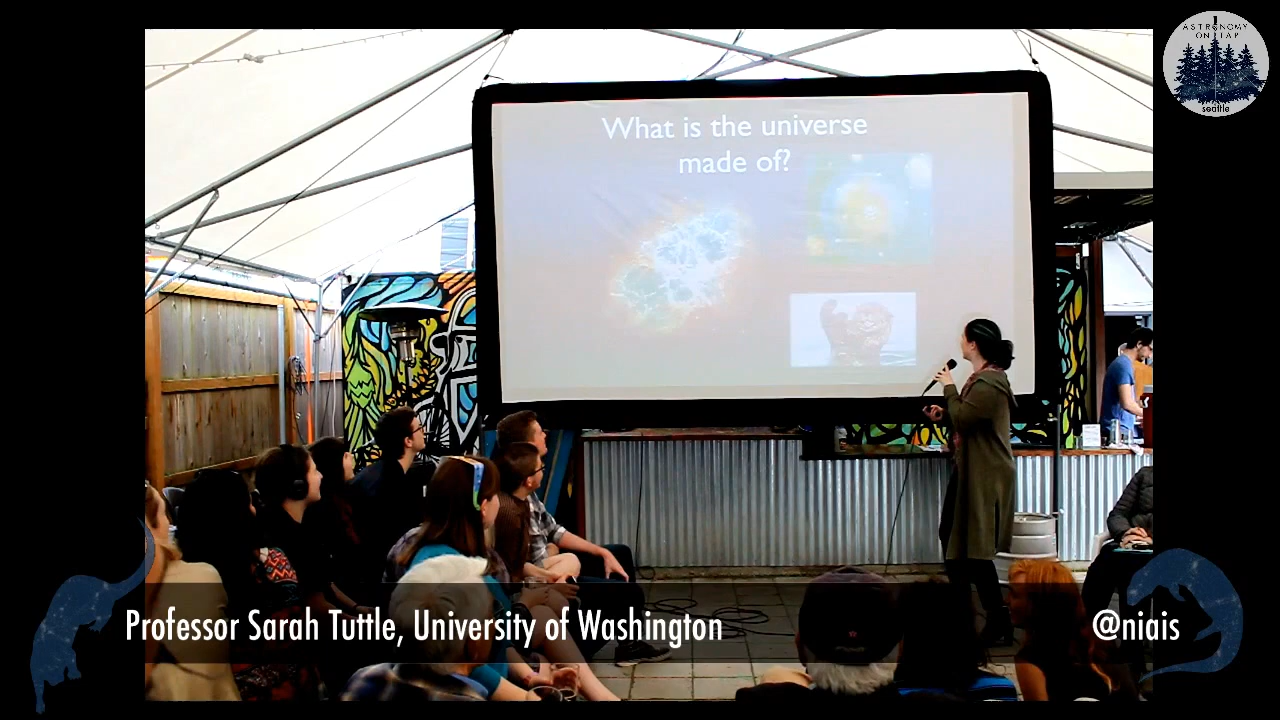 ASTRONOMY
ON TAP
seattle
What is the universe
made of?
Professor Sarah Tuttle, University of Washington
@niais